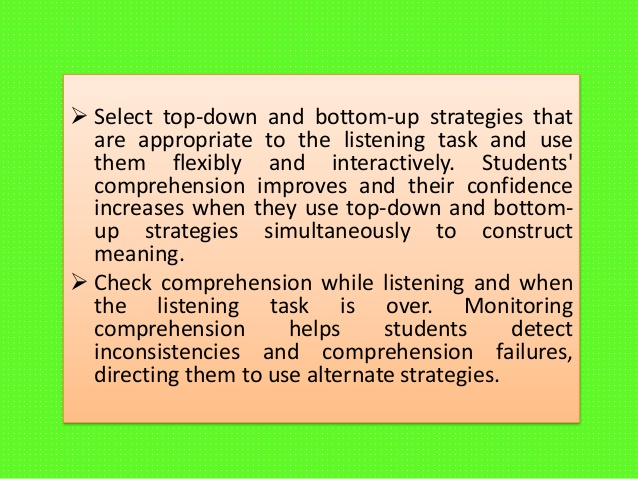 ➢ Select top-down and bottom-up strategies that
are appropriate to the listening task and use
them flexibly and interactively. Students'
comprehension improves and their confidence
increases when they use top-down and bottom-
up strategies simultaneously to construct
meaning.
➢ Check comprehension while listening and when
the listening task is over. Monitoring
comprehension helps students detect
inconsistencies and comprehension failures,
directing them to use alternate strategies.